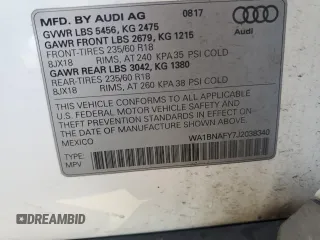 MFD. BY AUDI AG 0817
GVWR LBS 5456, KG 2475
GAWR FRONT LBS 2679, KG 1215
FRONT-TIRES 235/60 R18
8JX18 RIMS, AT 240 KPA 35 PSI COLD
GAWR REAR LBS 3042, KG 1380
REAR-TIRES 235/60 R18
8JX18 RIMS, AT 260 KPA 38 PSI COLD
THIS VEHICLE CONFORMS TO ALL APPLICABLE
U.S. FEDERAL MOTOR VEHICLE SAFETY AND
THEFT PREVENTION STANDARDS IN EFFECT ON
THE DATE OF MANUFACTURE SHOWN ABOVE.
MEXICO
WA1BNAFY7J2038340
TYPE:
MPV
DREAMBID